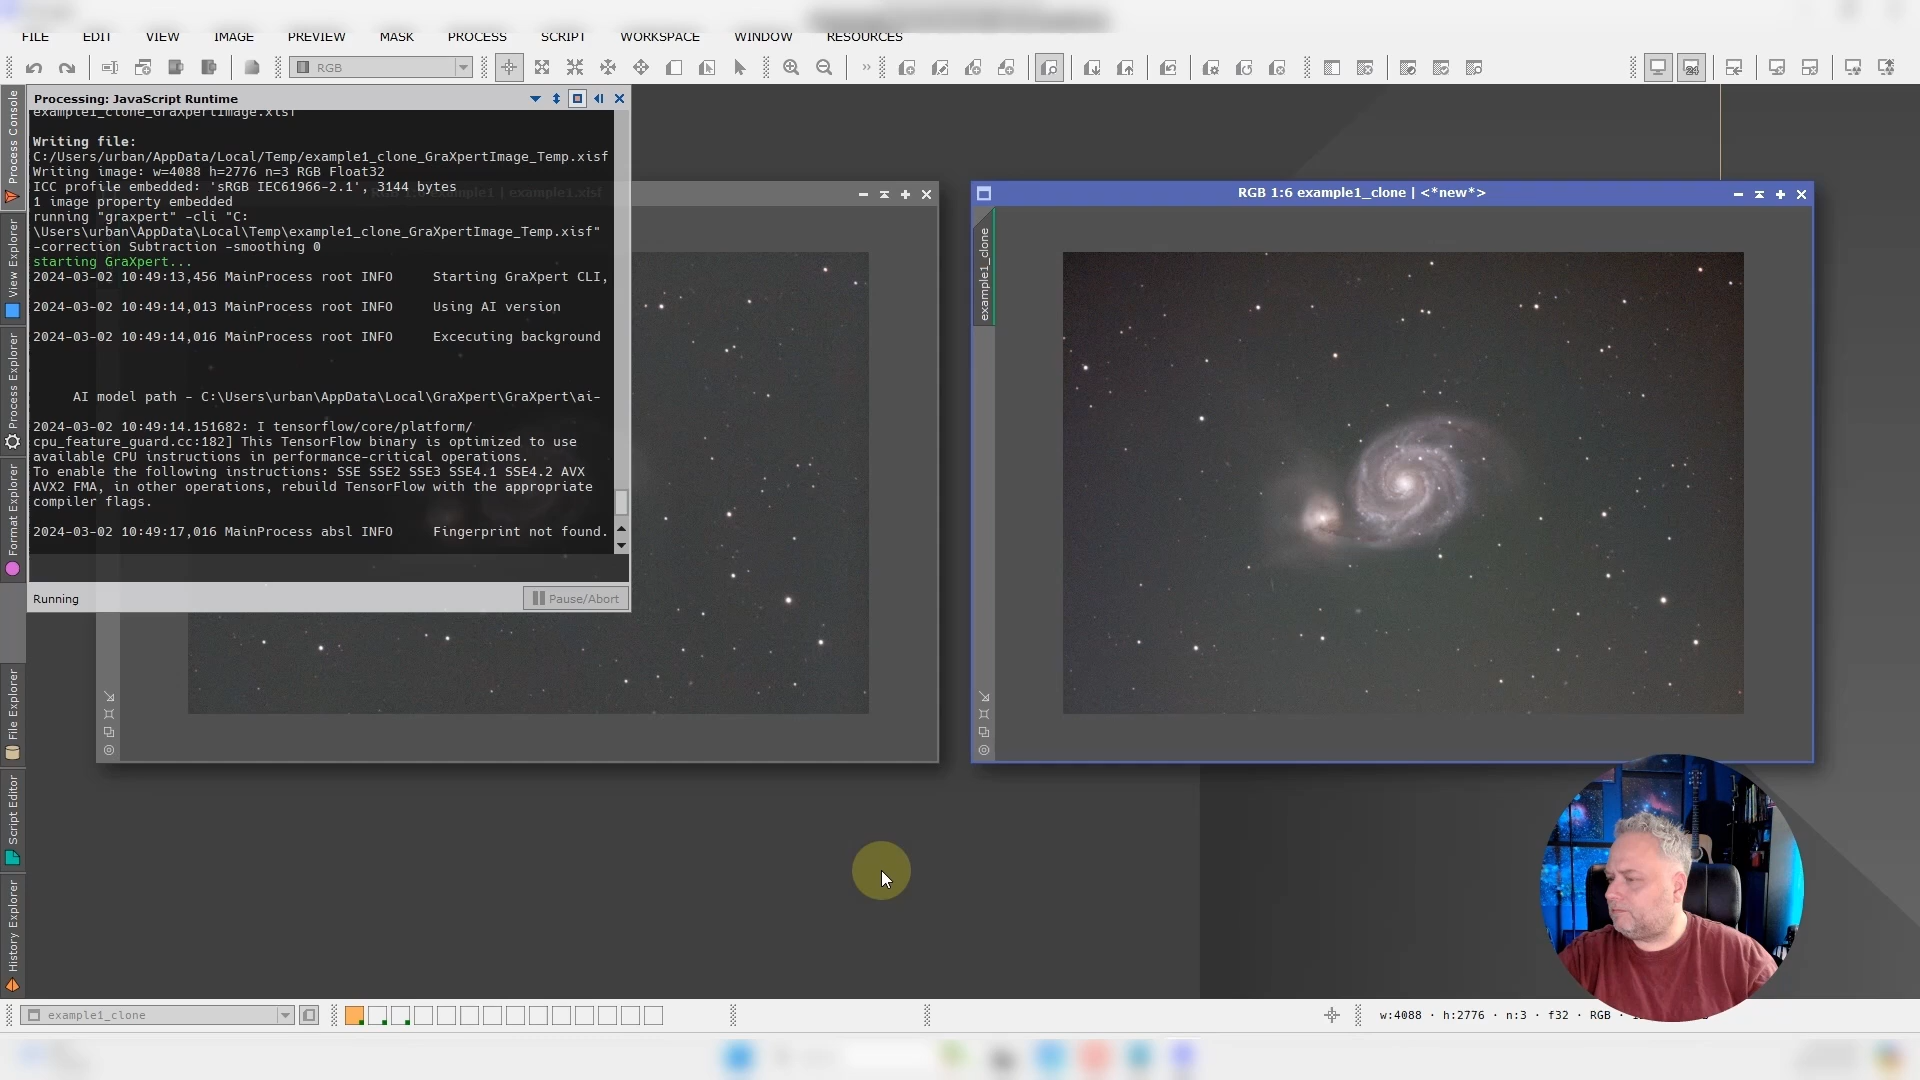 FILE EDIT VIEW IMAGE PREVIEW MASK PROCESS SCRIPT WORKSPACE WINDOW RESOURCES
RGB
24
Processing: JavaScript Runtime
example1_clone_GraXpertImage.xisf
Writing file:
C:/Users/urban/AppData/Local/Temp/example1_clone_GraXpertImage_Temp.xisf
Writing image: w=4088 h=2776 n=3 RGB Float32
ICC profile embedded: 'sRGB IEC61966-2.1', 3144 bytes
1 image property embedded
running "graxpert" -cli "C:
\Users\urban\AppData\Local\Temp\example1_clone_GraXpertImage_Temp.xisf"
-correction Subtraction -smoothing 0
starting GraXpert...
2024-03-02 10:49:13,456 MainProcess root INFO Starting GraXpert CLI,
2024-03-02 10:49:14,013 MainProcess root INFO Using AI version
2024-03-02 10:49:14,016 MainProcess root INFO Excecuting background
AI model path - C:\Users\urban\AppData\Local\GraXpert\GraXpert\ai-
2024-03-02 10:49:14.151682: I tensorflow/core/platform/
cpu_feature_guard.cc:182] This TensorFlow binary is optimized to use
available CPU instructions in performance-critical operations.
To enable the following instructions: SSE SSE2 SSE3 SSE4.1 SSE4.2 AVX
AVX2 FMA, in other operations, rebuild TensorFlow with the appropriate
compiler flags.
2024-03-02 10:49:17,016 MainProcess absl INFO Fingerprint not found.
Running
Pause/Abort
RGB 1:6 example1 | example1.xisf
RGB 1:6 example1_clone | <*new*>
example1_clone
Process Console
View Explorer
Process Explorer
Format Explorer
File Explorer
Script Editor
History Explorer
example1_clone
w:4088 · h:2776 · n:3 · f32 · RGB ·